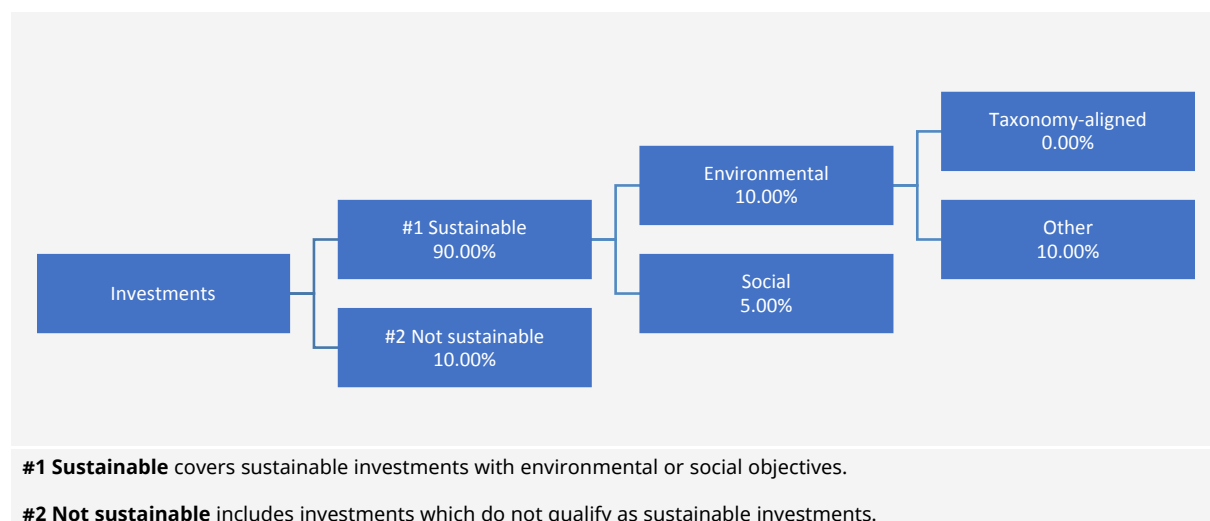 Taxonomy-aligned
0.00%
Environmental
10.00%
#1 Sustainable
90.00%
Other
10.00%
Investments
Social
5.00%
#2 Not sustainable
10.00%
#1 Sustainable covers sustainable investments with environmental or social objectives.
#2 Not sustainable includes investments which do not qualify as sustainable investments.